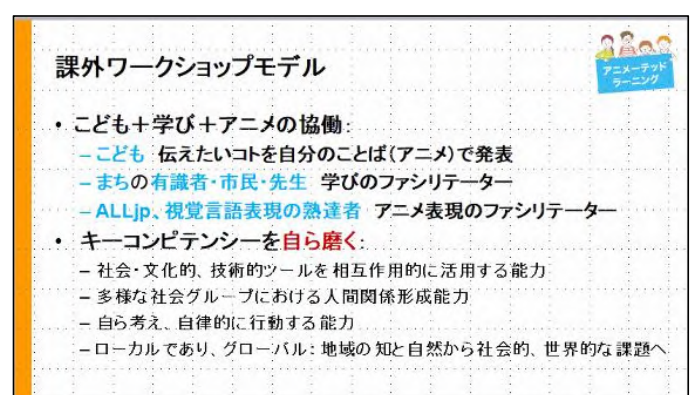 課外ワークショップモデル
アニメーテッド
ラーニング
• こども＋学び＋アニメの協働:
– こども 伝えたいコトを自分のことば（アニメ）で発表
– まちの有識者・市民・先生 学びのファシリテーター
– ALLjp、視覚言語表現の熟達者 アニメ表現のファシリテーター
• キーコンピテンシーを自ら磨く:
– 社会・文化的、技術的ツールを相互作用的に活用する能力
– 多様な社会グループにおける人間関係形成能力
– 自ら考え、自律的に行動する能力
– ローカルであり、グローバル: 地域の知と自然から社会的、世界的な課題へ